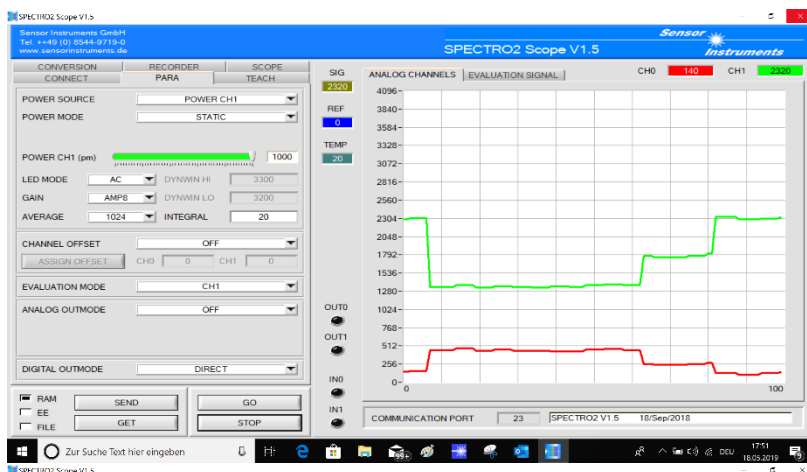 SPECTRO2 Scope V1.5
Sensor Instruments GmbH
Tel. ++49 (0) 8544-9719-0
www.sensorinstruments.de
SPECTRO2 Scope V1.5
Sensor
Instruments
CONVERSION RECORDER SCOPE
CONNECT PARA TEACH
POWER SOURCE POWER CH1
POWER MODE STATIC
POWER CH1 (pm) 1000
LED MODE AC DYNWIN HI 3300
GAIN AMP8 DYNWIN LO 3200
AVERAGE 1024 INTEGRAL 20
CHANNEL OFFSET OFF
ASSIGN OFFSET CH0 0 CH1 0
EVALUATION MODE CH1
ANALOG OUTMODE OFF
DIGITAL OUTMODE DIRECT
RAM
EE
FILE
SEND GO
GET STOP
SIG
2320
REF
0
TEMP
20
OUT0
OUT1
IN0
IN1
ANALOG CHANNELS EVALUATION SIGNAL CH0 140 CH1 2320
4096
3840
3584
3328
3072
2816
2560
2304
2048
1792
1536
1280
1024
768
512
256
0
0 100
COMMUNICATION PORT 23 SPECTRO2 V1.5 18/Sep/2018
Zur Suche Text hier eingeben
99+
DEU
17:51
18.05.2019
SPECTRO2 Scope V1.5